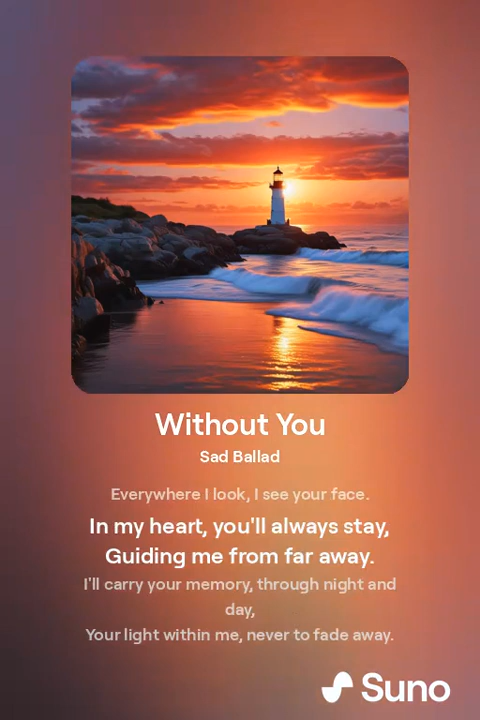 Without You
Sad Ballad
Everywhere I look, I see your face.
In my heart, you'll always stay,
Guiding me from far away.
I'll carry your memory, through night and
day,
Your light within me, never to fade away.
Suno